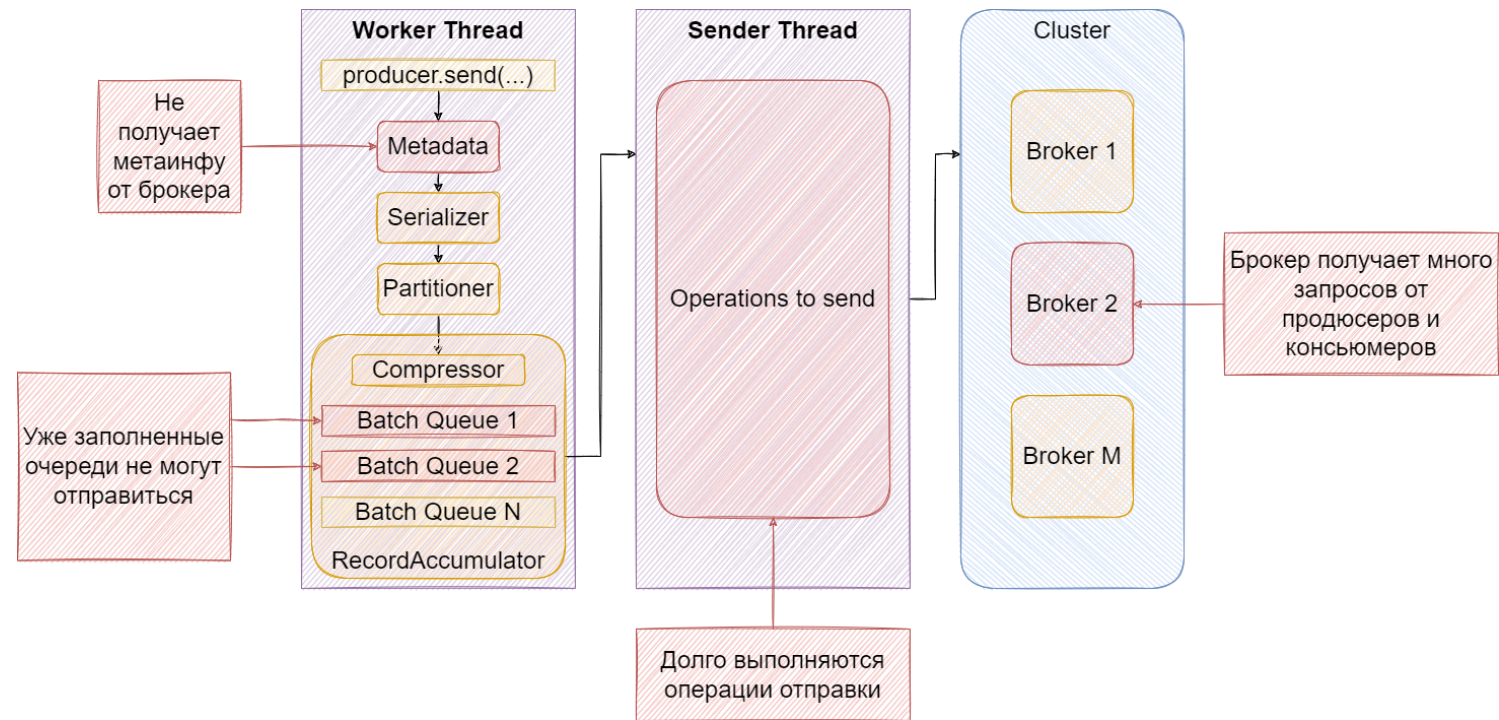 Worker Thread
producer.send(...)
Metadata
Serializer
Partitioner
Compressor
Batch Queue 1
Batch Queue 2
Batch Queue N
RecordAccumulator
Не
получает
метаинфу
от брокера
Уже заполненные
очереди не могут
отправиться
Sender Thread
Operations to send
Долго выполняются
операции отправки
Cluster
Broker 1
Broker 2
Broker M
Брокер получает много
запросов от
продюсеров и
консьюмеров